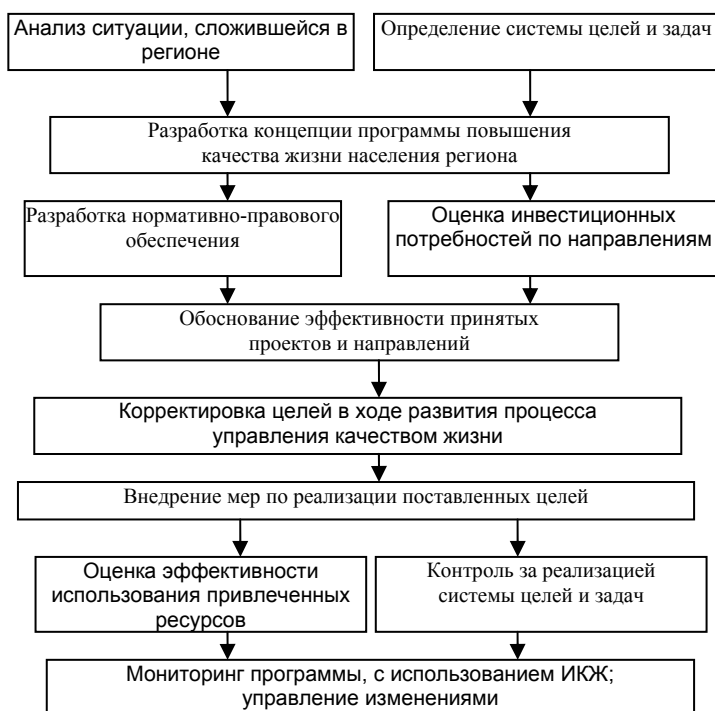 Анализ ситуации, сложившейся в
регионе
Определение системы целей и задач
Разработка концепции программы повышения
качества жизни населения региона
Разработка нормативно-правового
обеспечения
Оценка инвестиционных
потребностей по направлениям
Обоснование эффективности принятых
проектов и направлений
Корректировка целей в ходе развития процесса
управления качеством жизни
Внедрение мер по реализации поставленных целей
Оценка эффективности
использования привлеченных
ресурсов
Контроль за реализацией
системы целей и задач
Мониторинг программы, с использованием ИКЖ;
управление изменениями